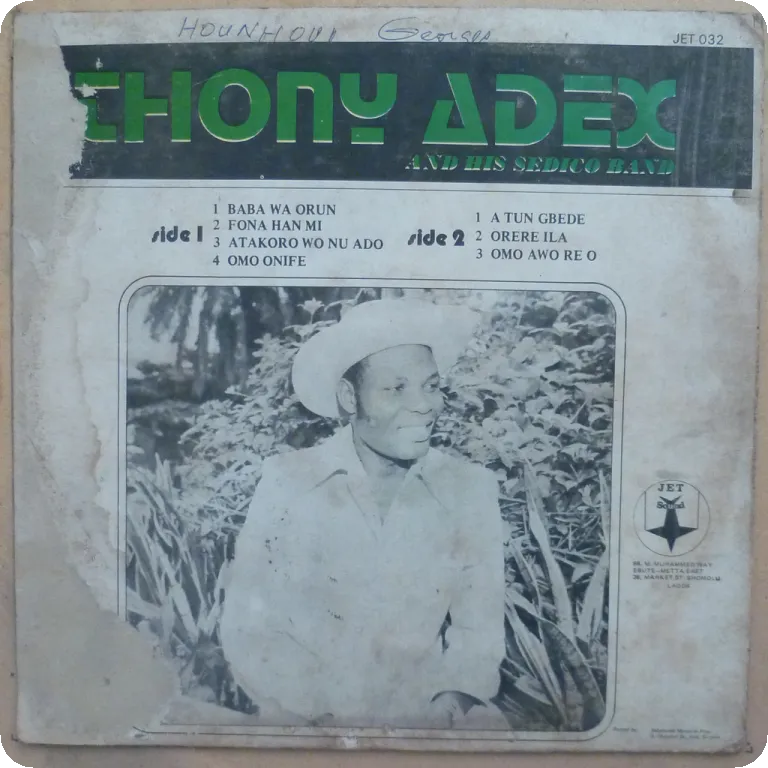 HOUNHOUI Georges
JET 032
THONY ADEX
AND HIS SEDICO BAND
side 1
1 BABA WA ORUN
2 FONA HAN MI
3 ATAKORO WO NU ADO
4 OMO ONIFE
side 2
1 A TUN GBEDE
2 ORERE ILA
3 OMO AWO RE O
JET
Sound
LAGOS